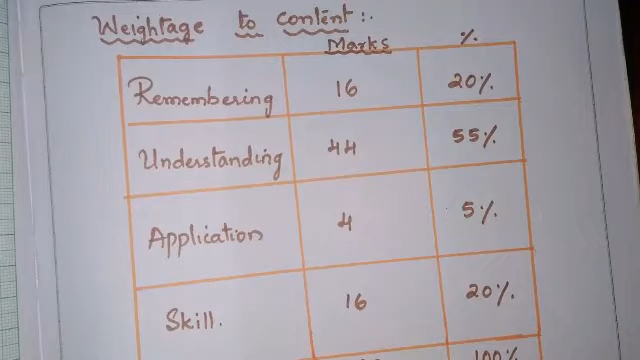 Weightage to content:.
Marks %
Remembering 16 20%
Understanding 44 55%
Application 4 5%
Skill. 16 20%
100%